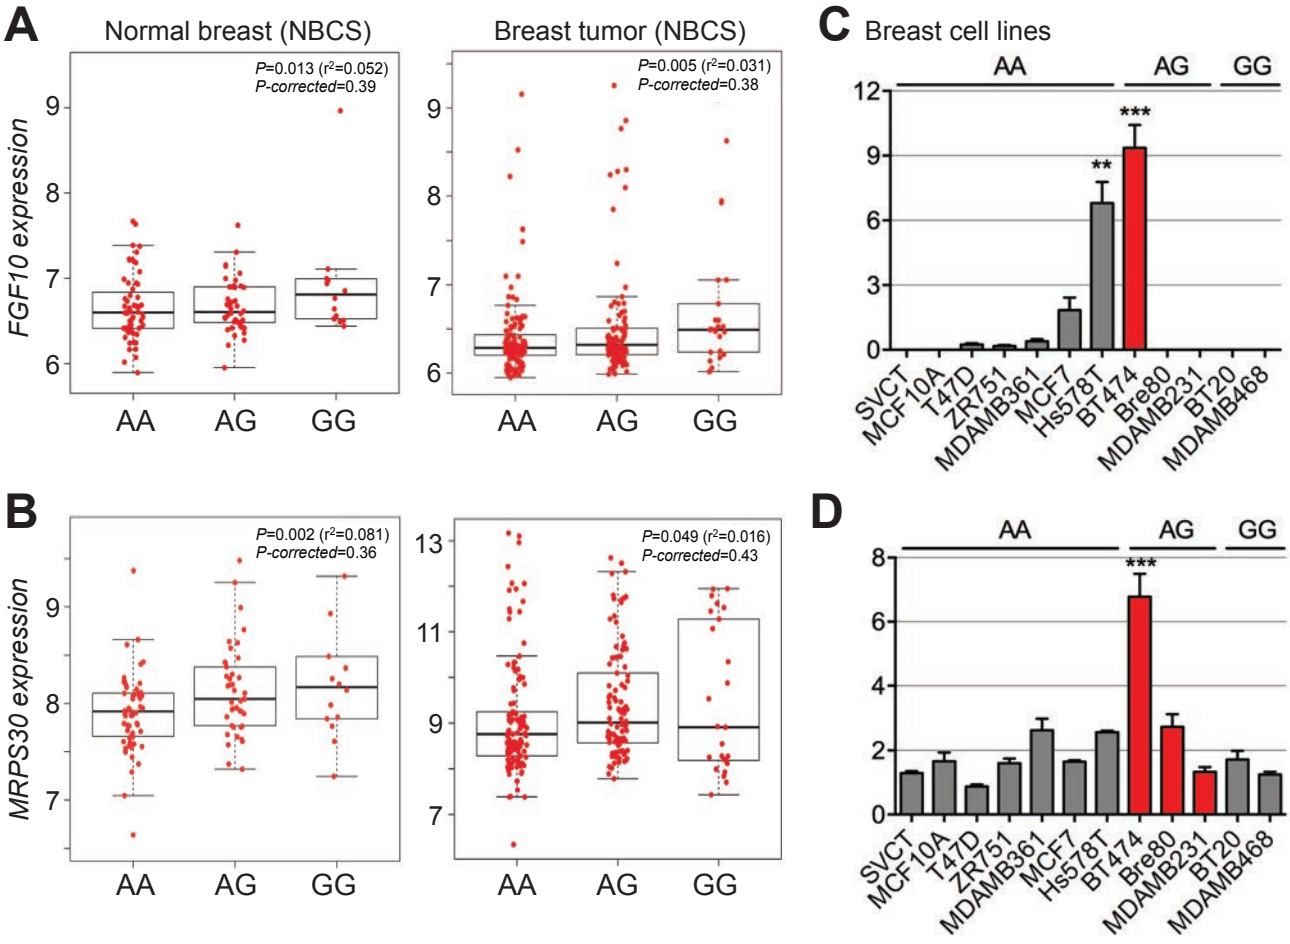 A
Normal breast (NBCS)
P=0.013 (r²=0.052)
P-corrected=0.39
FGF10 expression
9
8
7
6
AA
AG
GG
Breast tumor (NBCS)
P=0.005 (r²=0.031)
P-corrected=0.38
9
8
7
6
AA
AG
GG
C
Breast cell lines
AA
AG
GG
12
9
6
3
0
**
***
SVCT
MCF10A
T47D
ZR751
MDAMB361
MCF7
Hs578T
BT474
Bre80
MDAMB231
BT20
MDAMB468
B
P=0.002 (r²=0.081)
P-corrected=0.36
MRPS30 expression
9
8
7
AA
AG
GG
P=0.049 (r²=0.016)
P-corrected=0.43
13
11
9
7
AA
AG
GG
D
AA
AG
GG
8
6
4
2
0
***
SVCT
MCF10A
T47D
ZR751
MDAMB361
MCF7
Hs578T
BT474
Bre80
MDAMB231
BT20
MDAMB468